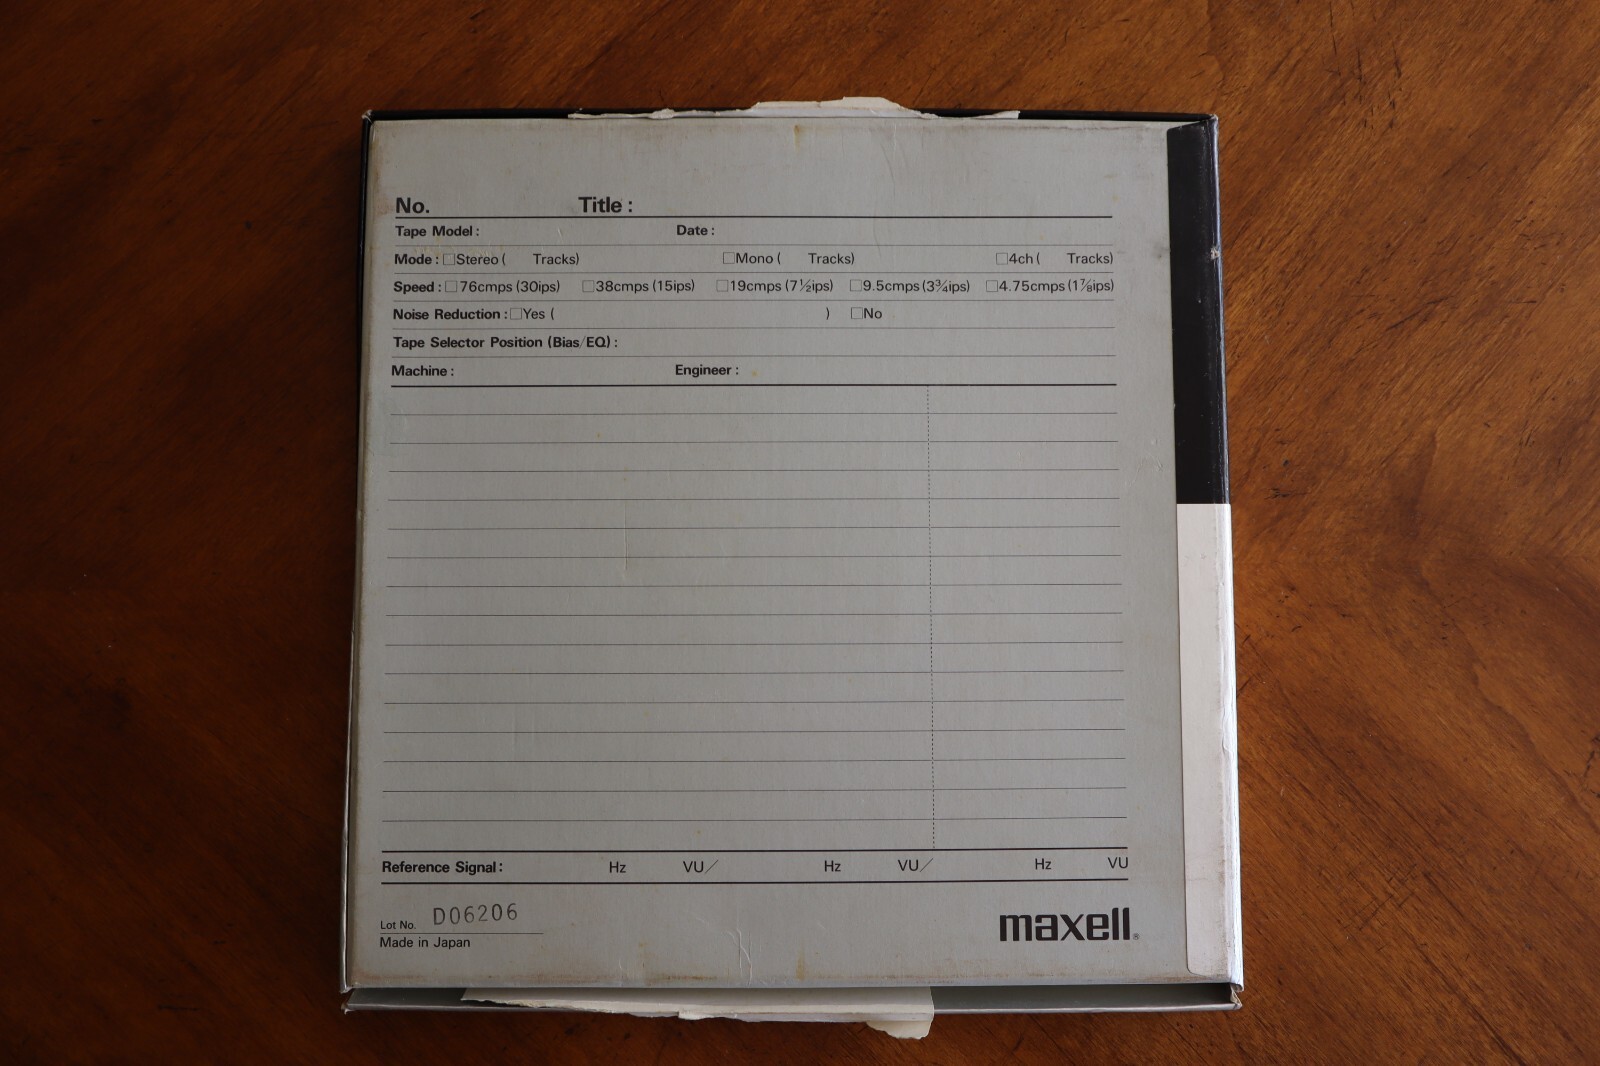 No. Title :
Tape Model : Date :
Mode : □Stereo ( Tracks) □Mono ( Tracks) □4ch ( Tracks)
Speed : □76cmps (30ips) □38cmps (15ips) □19cmps (7½ips) □9.5cmps (3¾ips) □4.75cmps (1⅞ips)
Noise Reduction : □Yes ( ) □No
Tape Selector Position (Bias/EQ) :
Machine : Engineer :
Reference Signal : Hz VU/ Hz VU/ Hz VU
Lot No. D06206
Made in Japan
maxell®